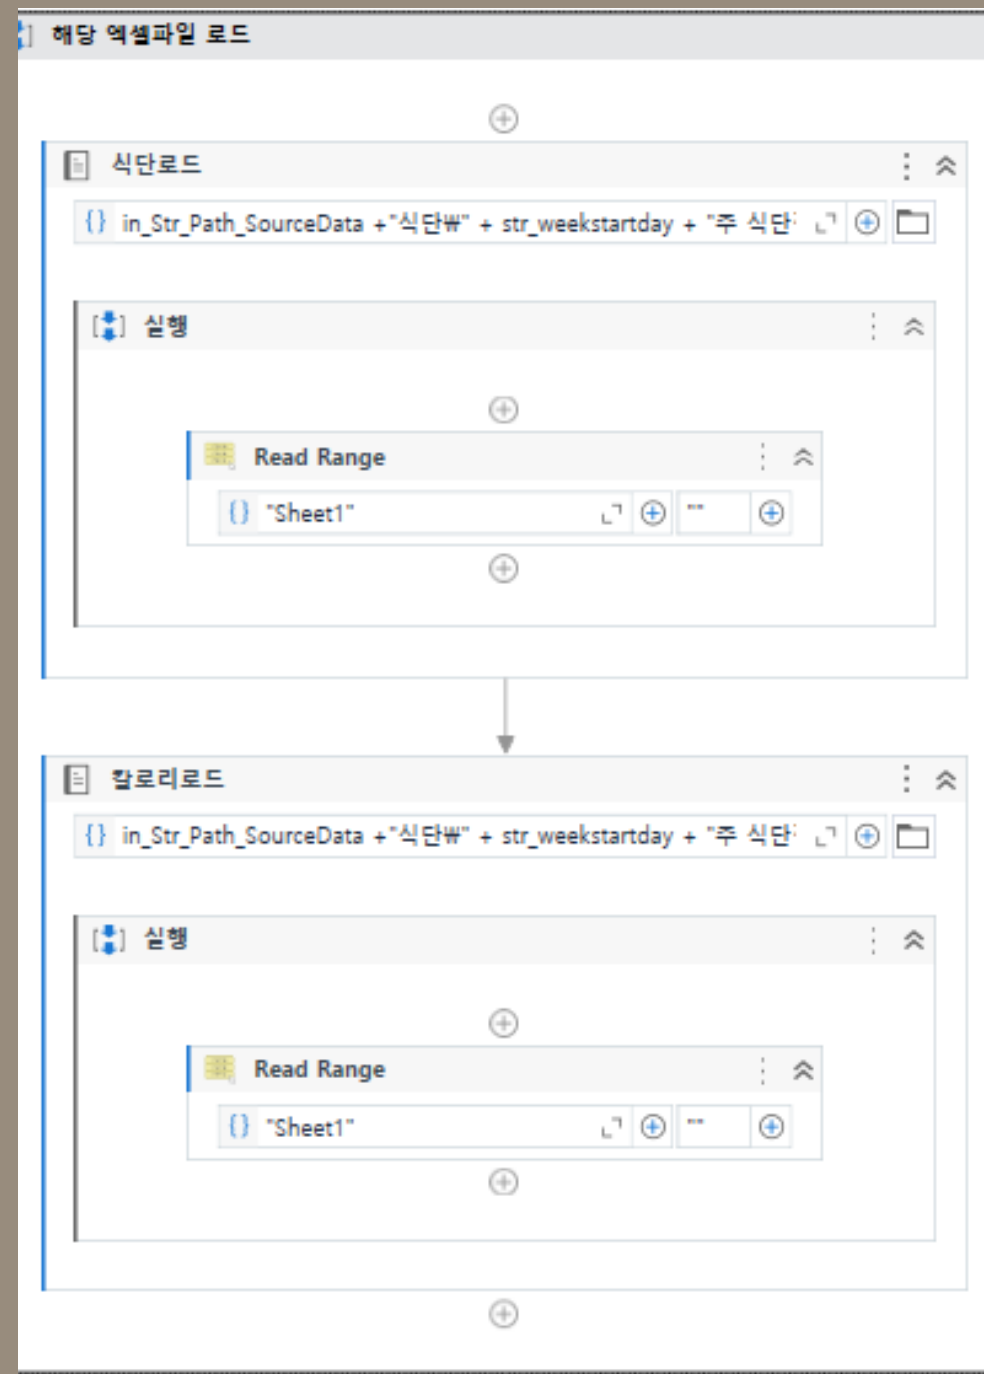 해당 엑셀파일 로드
식단로드
in_Str_Path_SourceData +"식단₩" + str_weekstartday + "주 식단
실행
Read Range
"Sheet1" ""
칼로리로드
in_Str_Path_SourceData +"식단₩" + str_weekstartday + "주 식단
실행
Read Range
"Sheet1" ""